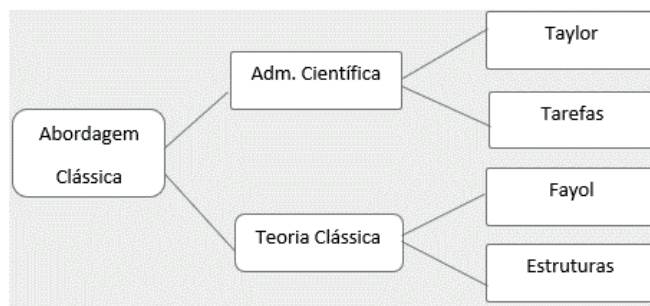 Abordagem
Clássica
Adm. Científica
Teoria Clássica
Taylor
Tarefas
Fayol
Estruturas